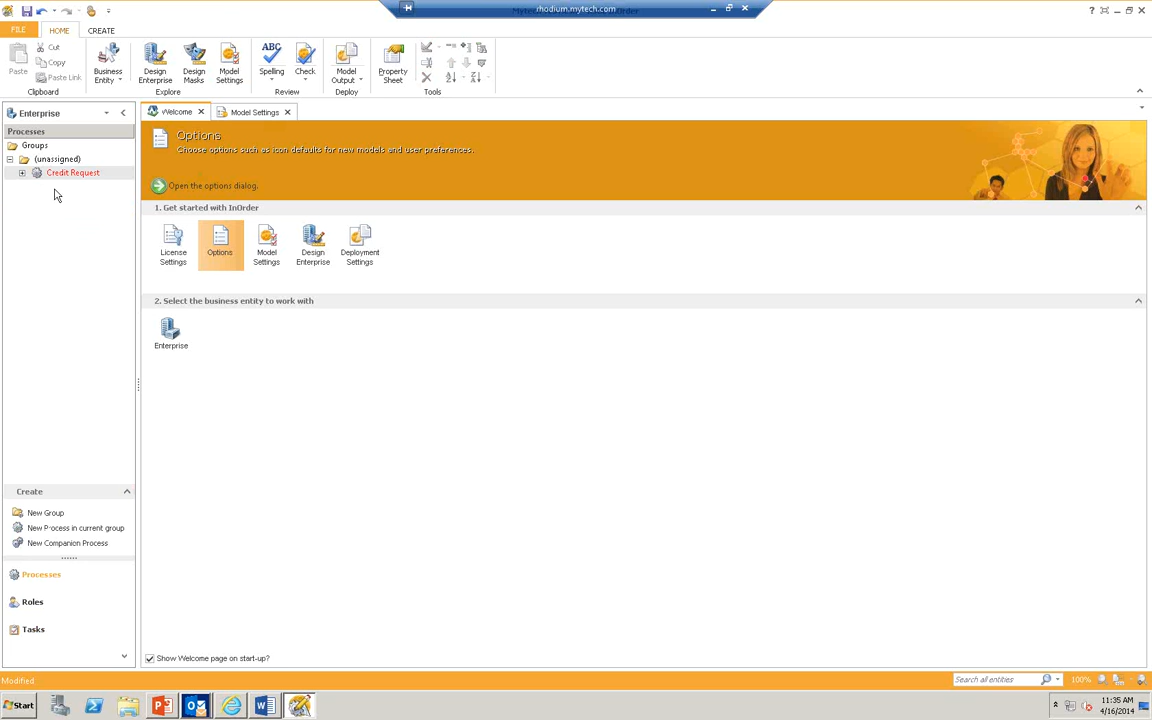 rhodium.mytech.com
FILE
HOME
CREATE
Paste
Cut
Copy
Paste Link
Clipboard
Business Entity
Design Enterprise
Design Masks
Model Settings
Explore
Spelling
Check
Review
Model Output
Deploy
Property Sheet
Tools
Enterprise
Processes
Groups
(unassigned)
Credit Request
Welcome
Model Settings
Options
Choose options such as icon defaults for new models and user preferences.
Open the options dialog.
1. Get started with InOrder
License Settings
Options
Model Settings
Design Enterprise
Deployment Settings
2. Select the business entity to work with
Enterprise
Create
New Group
New Process in current group
New Companion Process
Processes
Roles
Tasks
Show Welcome page on start-up?
Modified
Search all entities
100%
Start
11:35 AM
4/16/2014